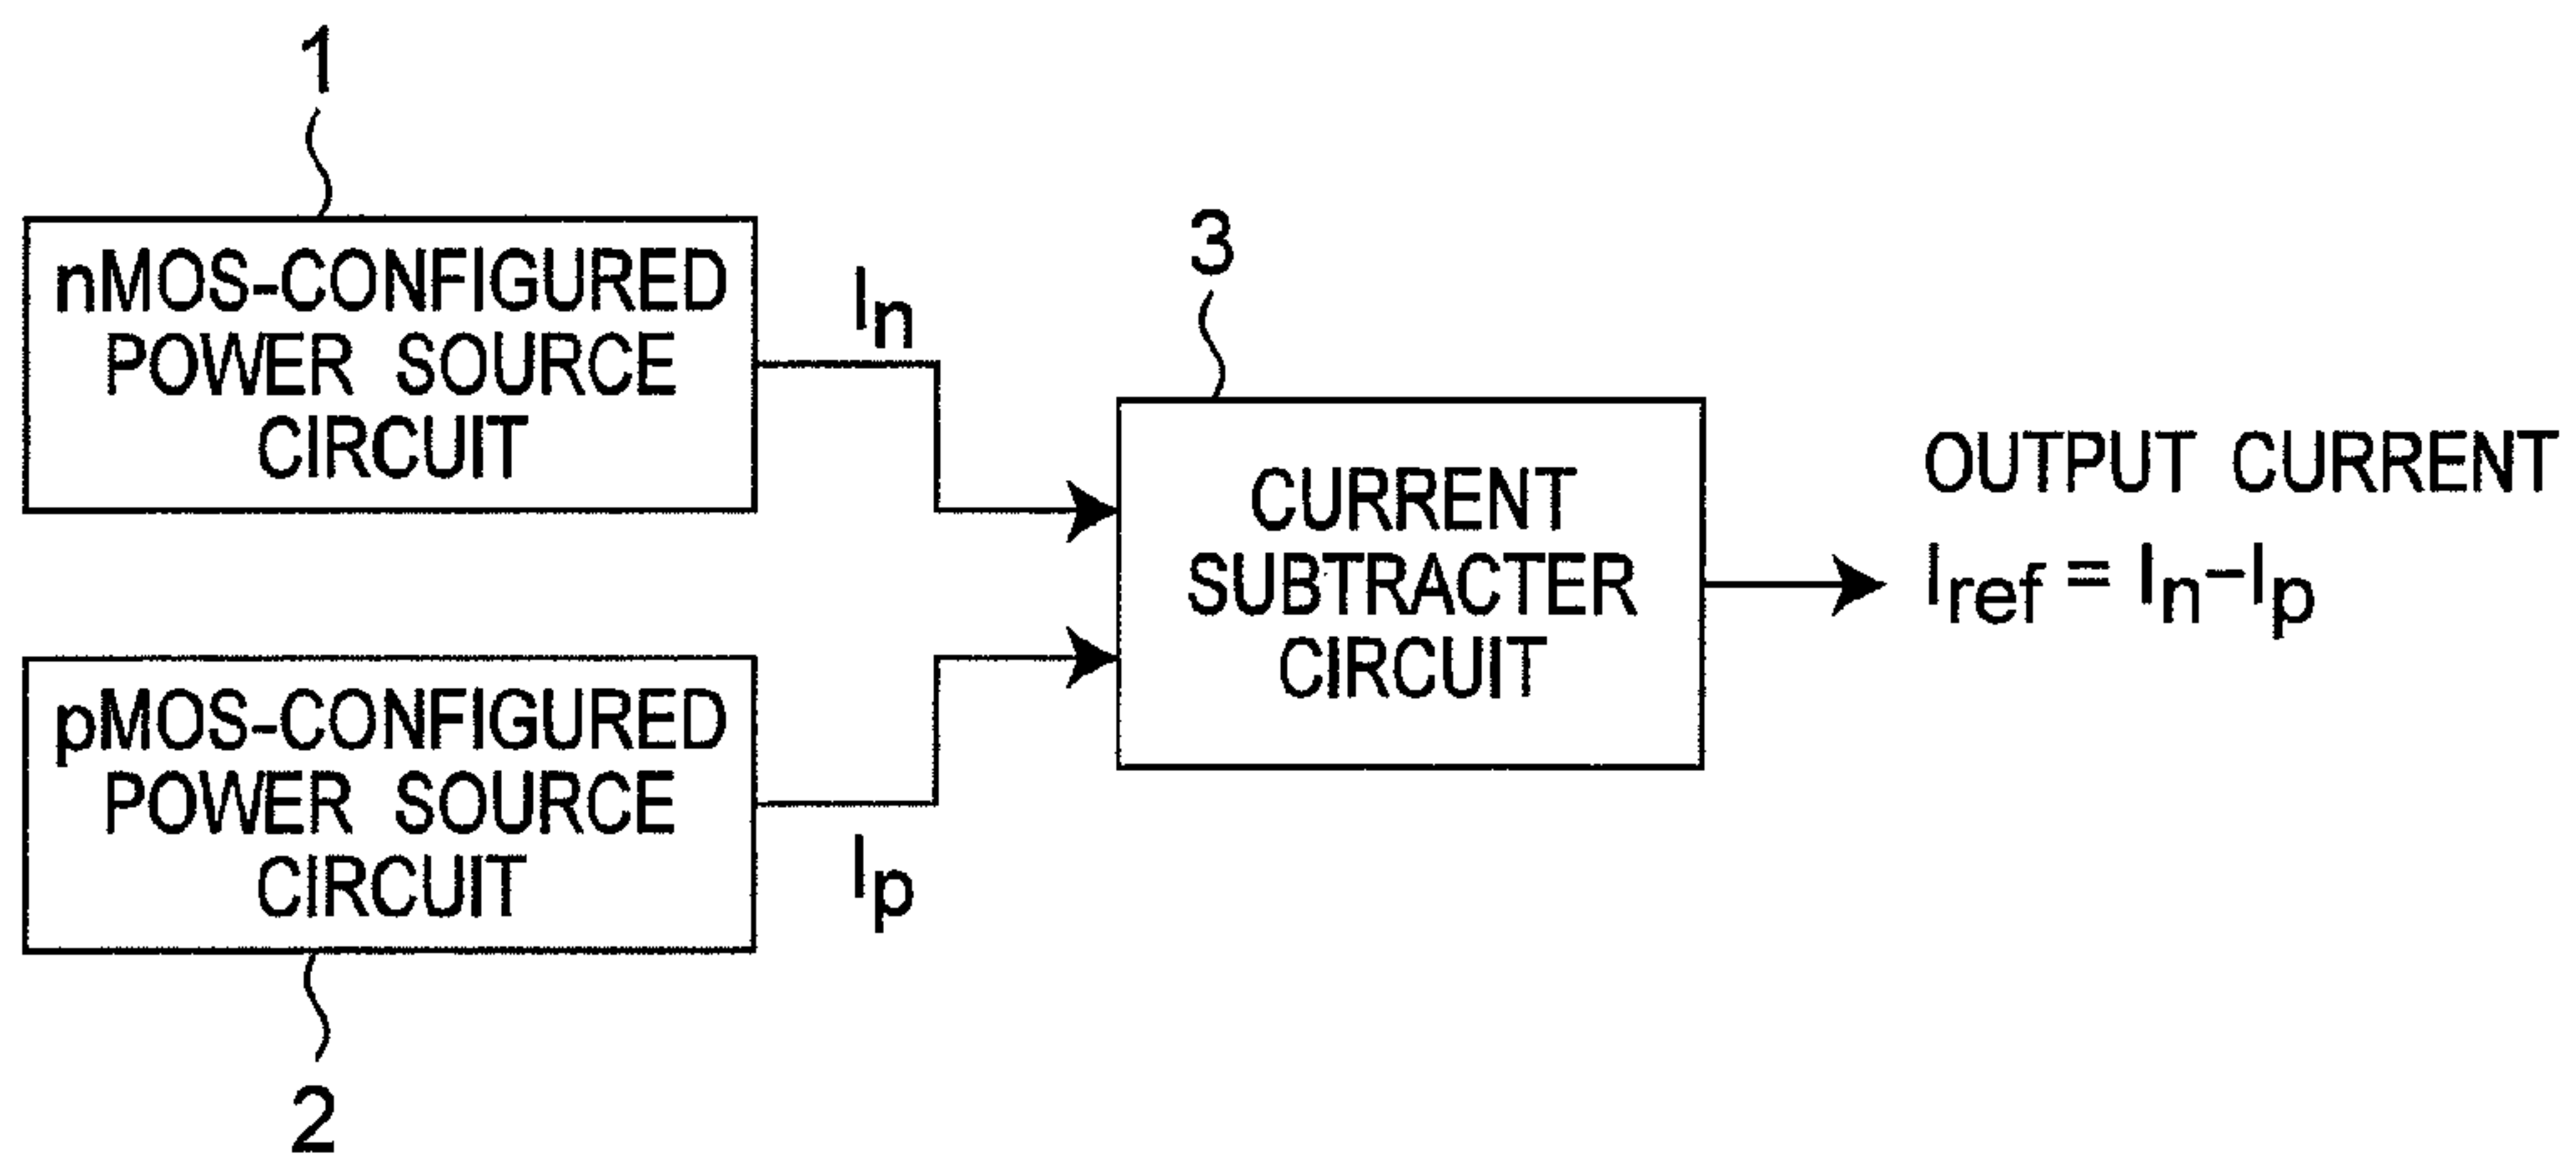 1
nMOS-CONFIGURED
POWER SOURCE
CIRCUIT
In
3
CURRENT
SUBTRACTER
CIRCUIT
OUTPUT CURRENT
Iref = In-Ip
pMOS-CONFIGURED
POWER SOURCE
CIRCUIT
Ip
2